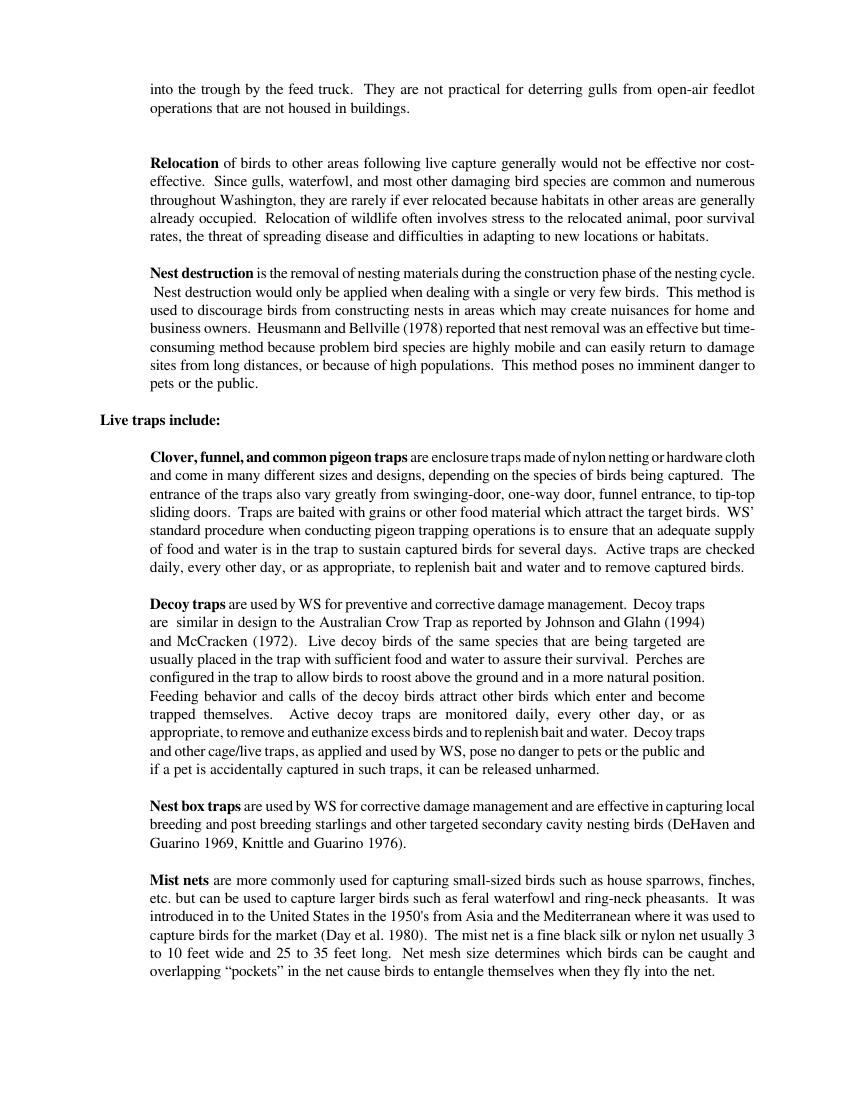 into the trough by the feed truck.  They are not practical for deterring gulls from open-air feedlot
operations that are not housed in buildings.
Relocation of birds to other areas following live capture generally would not be effective nor cost-
effective.  Since gulls, waterfowl, and most other damaging bird species are common and numerous
throughout Washington, they are rarely if ever relocated because habitats in other areas are generally
already occupied.  Relocation of wildlife often involves stress to the relocated animal, poor survival
rates, the threat of spreading disease and difficulties in adapting to new locations or habitats.
Nest destruction is the removal of nesting materials during the construction phase of the nesting cycle.
Nest destruction would only be applied when dealing with a single or very few birds.  This method is
used to discourage birds from constructing nests in areas which may create nuisances for home and
business owners.  Heusmann and Bellville (1978) reported that nest removal was an effective but time-
consuming method because problem bird species are highly mobile and can easily return to damage
sites from long distances, or because of high populations.  This method poses no imminent danger to
pets or the public.
Live traps include:
Clover, funnel, and common pigeon traps are enclosure traps made of nylon netting or hardware cloth
and come in many different sizes and designs, depending on the species of birds being captured.  The
entrance of the traps also vary greatly from swinging-door, one-way door, funnel entrance, to tip-top
sliding doors.  Traps are baited with grains or other food material which attract the target birds.  WS’
standard procedure when conducting pigeon trapping operations is to ensure that an adequate supply
of food and water is in the trap to sustain captured birds for several days.  Active traps are checked
daily, every other day, or as appropriate, to replenish bait and water and to remove captured birds.
Decoy traps are used by WS for preventive and corrective damage management.  Decoy traps
are  similar in design to the Australian Crow Trap as reported by Johnson and Glahn (1994)
and McCracken (1972).  Live decoy birds of the same species that are being targeted are
usually placed in the trap with sufficient food and water to assure their survival.  Perches are
configured in the trap to allow birds to roost above the ground and in a more natural position.
Feeding behavior and calls of the decoy birds attract other birds which enter and become
trapped themselves.  Active decoy traps are monitored daily, every other day, or as
appropriate, to remove and euthanize excess birds and to replenish bait and water.  Decoy traps
and other cage/live traps, as applied and used by WS, pose no danger to pets or the public and
if a pet is accidentally captured in such traps, it can be released unharmed.
Nest box traps are used by WS for corrective damage management and are effective in capturing local
breeding and post breeding starlings and other targeted secondary cavity nesting birds (DeHaven and
Guarino 1969, Knittle and Guarino 1976).
Mist nets are more commonly used for capturing small-sized birds such as house sparrows, finches,
etc. but can be used to capture larger birds such as feral waterfowl and ring-neck pheasants.  It was
introduced in to the United States in the 1950's from Asia and the Mediterranean where it was used to
capture birds for the market (Day et al. 1980).  The mist net is a fine black silk or nylon net usually 3
to 10 feet wide and 25 to 35 feet long.  Net mesh size determines which birds can be caught and
overlapping “pockets” in the net cause birds to entangle themselves when they fly into the net.